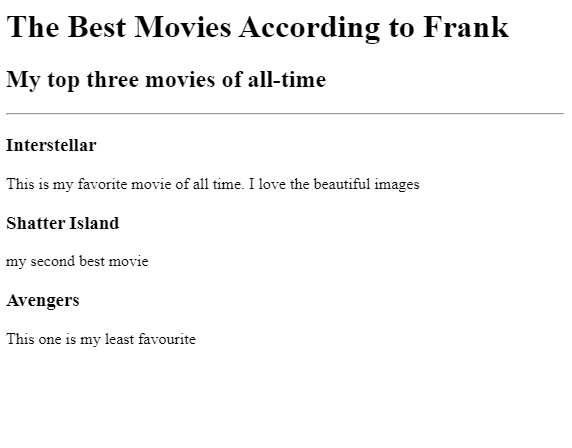 The Best Movies According to Frank
My top three movies of all-time
Interstellar
This is my favorite movie of all time. I love the beautiful images
Shatter Island
my second best movie
Avengers
This one is my least favourite